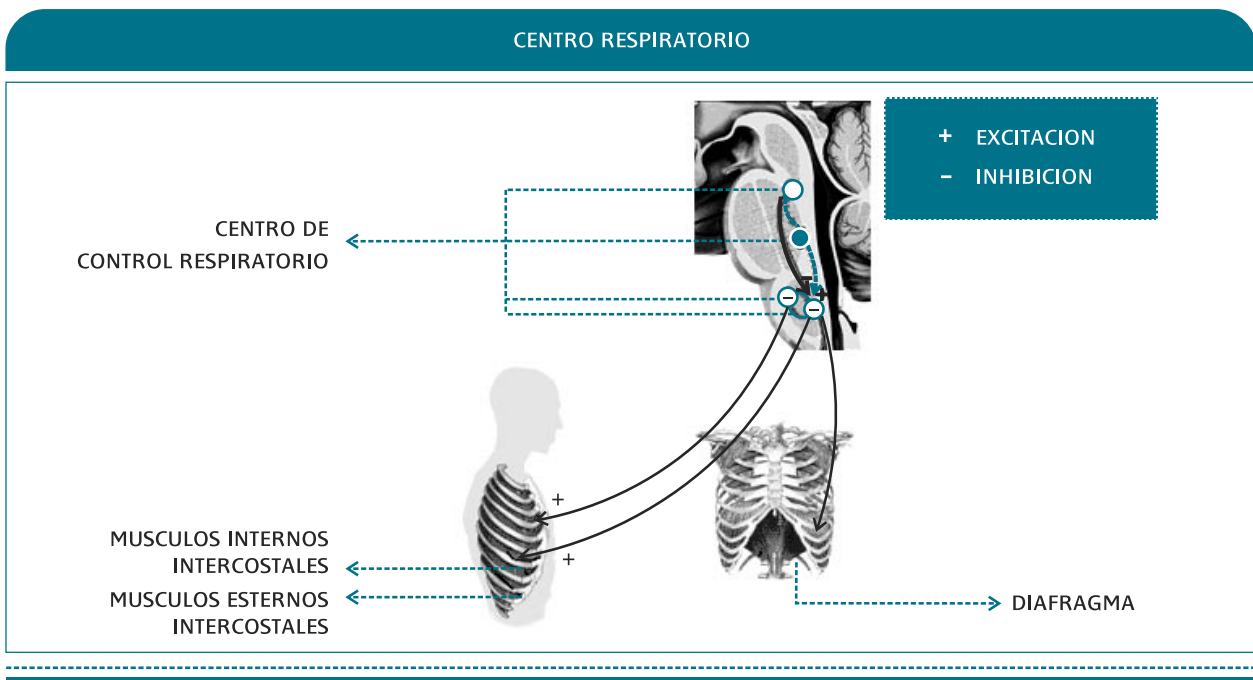 CENTRO RESPIRATORIO
+ EXCITACION
− INHIBICION
CENTRO DE
CONTROL RESPIRATORIO
−
+
−
+
+
MUSCULOS INTERNOS
INTERCOSTALES
MUSCULOS ESTERNOS
INTERCOSTALES
DIAFRAGMA